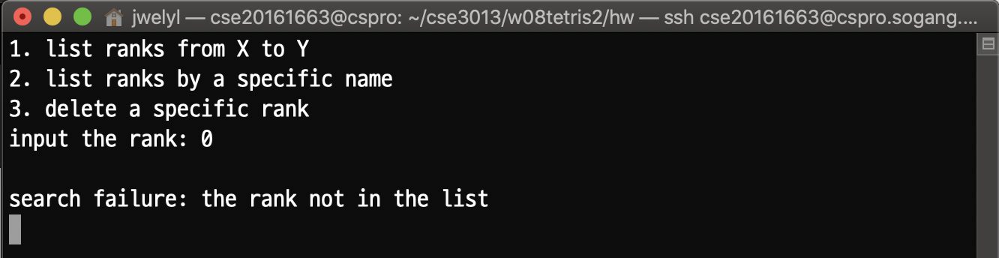 jwelyl — cse20161663@cspro: ~/cse3013/w08tetris2/hw — ssh cse20161663@cspro.sogang....
1. list ranks from X to Y
2. list ranks by a specific name
3. delete a specific rank
input the rank: 0
search failure: the rank not in the list